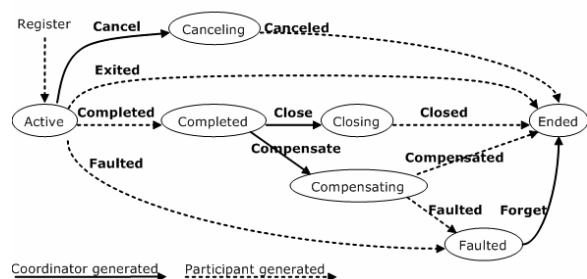 Register
Cancel
Canceling
Canceled
Exited
Active
Completed
Completed
Close
Closing
Closed
Ended
Compensate
Compensated
Compensating
Faulted
Faulted
Forget
Faulted
Coordinator generated
Participant generated